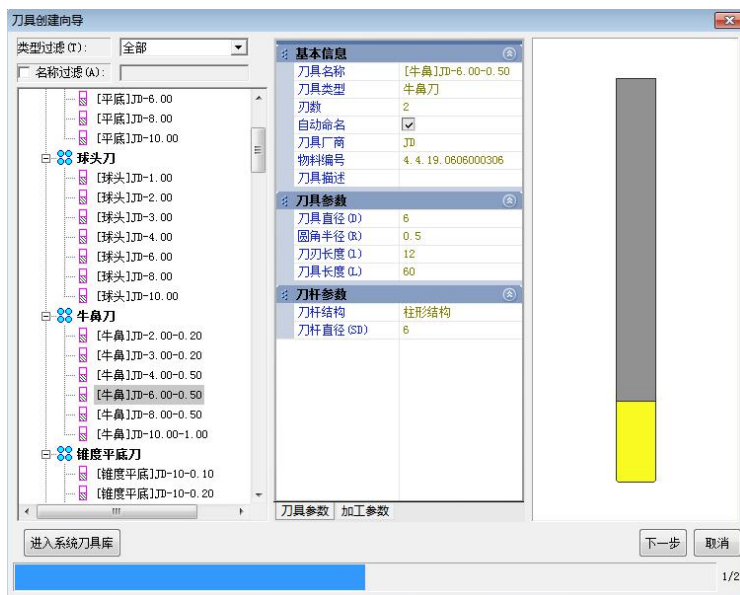 刀具创建向导
类型过滤(T):
全部
名称过滤(A):
[平底]JD-6.00
[平底]JD-8.00
[平底]JD-10.00
球头刀
[球头]JD-1.00
[球头]JD-2.00
[球头]JD-3.00
[球头]JD-4.00
[球头]JD-6.00
[球头]JD-8.00
[球头]JD-10.00
牛鼻刀
[牛鼻]JD-2.00-0.20
[牛鼻]JD-3.00-0.20
[牛鼻]JD-4.00-0.50
[牛鼻]JD-6.00-0.50
[牛鼻]JD-8.00-0.50
[牛鼻]JD-10.00-1.00
锥度平底刀
[锥度平底]JD-10-0.10
[锥度平底]JD-10-0.20
基本信息
刀具名称 [牛鼻]JD-6.00-0.50
刀具类型 牛鼻刀
刃数 2
自动命名
刀具厂商 JD
物料编号 4.4.19.0606000306
刀具描述
刀具参数
刀具直径(D) 6
圆角半径(R) 0.5
刀刃长度(l) 12
刀具长度(L) 60
刀杆参数
刀杆结构 柱形结构
刀杆直径(SD) 6
刀具参数 加工参数
进入系统刀具库
下一步
取消
1/2